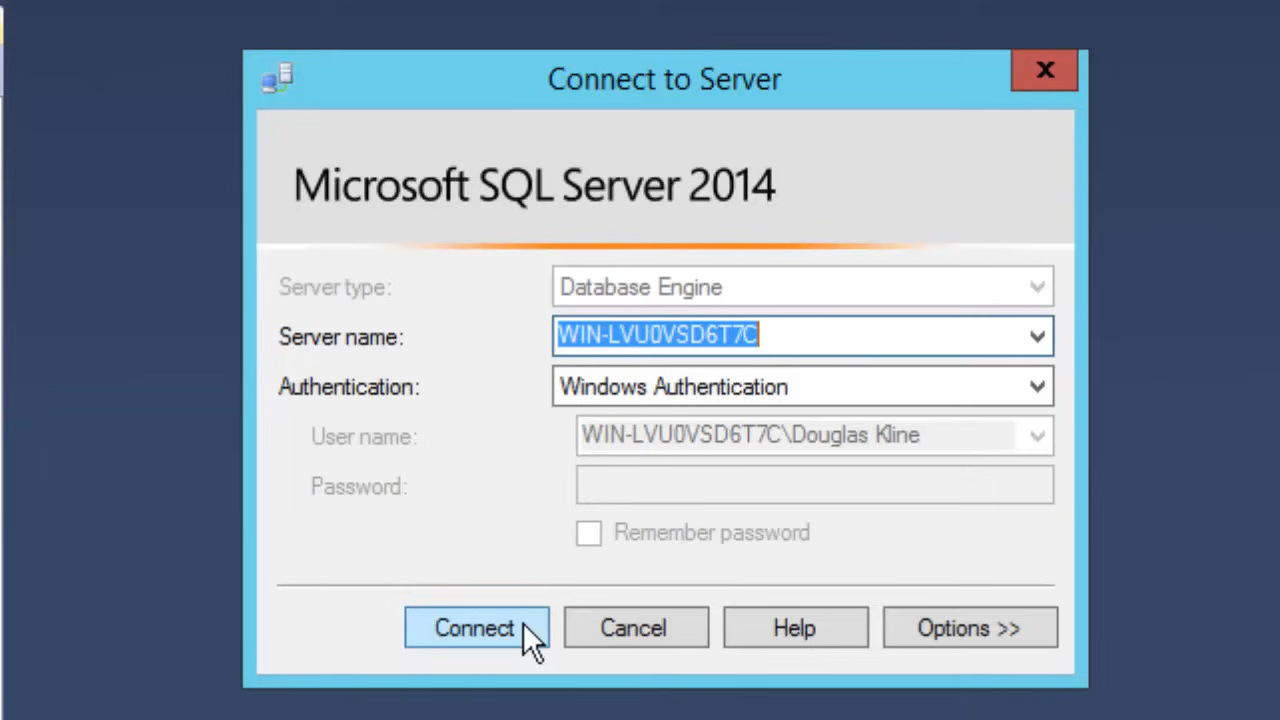 Connect to Server
X
Microsoft SQL Server 2014
Server type: Database Engine
Server name: WIN-LVU0VSD6T7C
Authentication: Windows Authentication
User name: WIN-LVU0VSD6T7C\Douglas Kline
Password:
Remember password
Connect Cancel Help Options >>